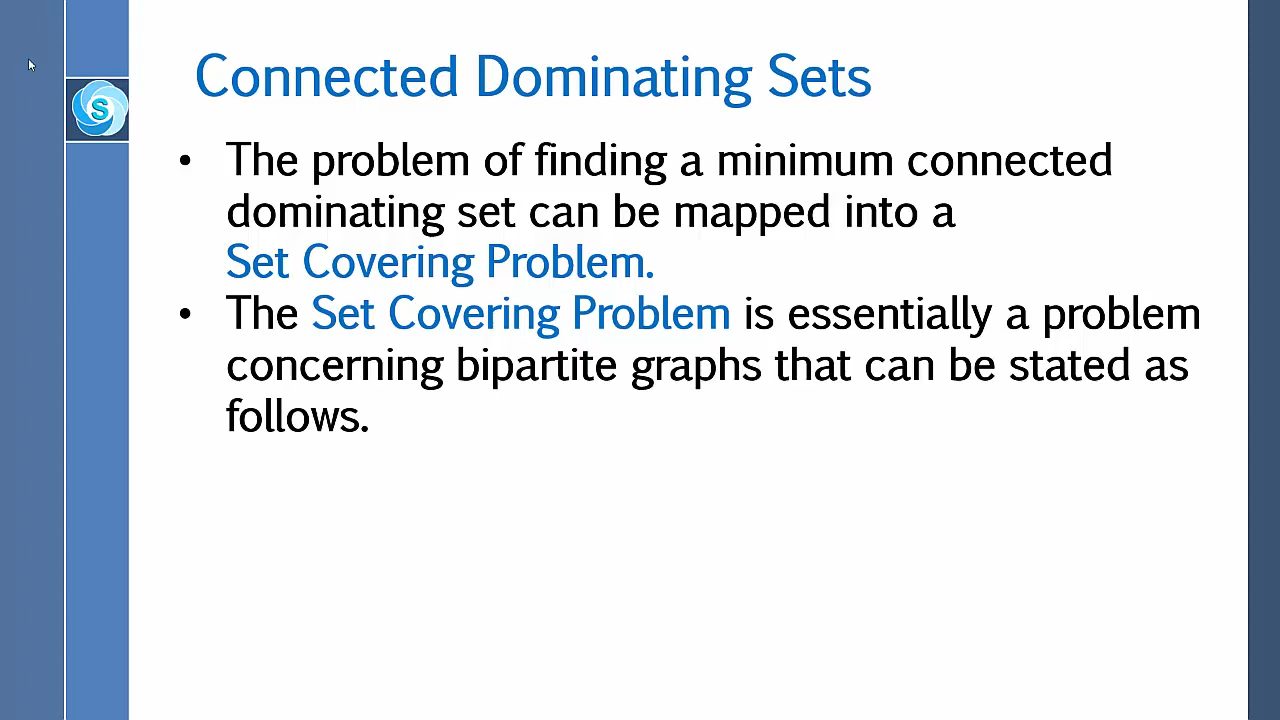 S
Connected Dominating Sets
• The problem of finding a minimum connected
dominating set can be mapped into a
Set Covering Problem.
• The Set Covering Problem is essentially a problem
concerning bipartite graphs that can be stated as
follows.